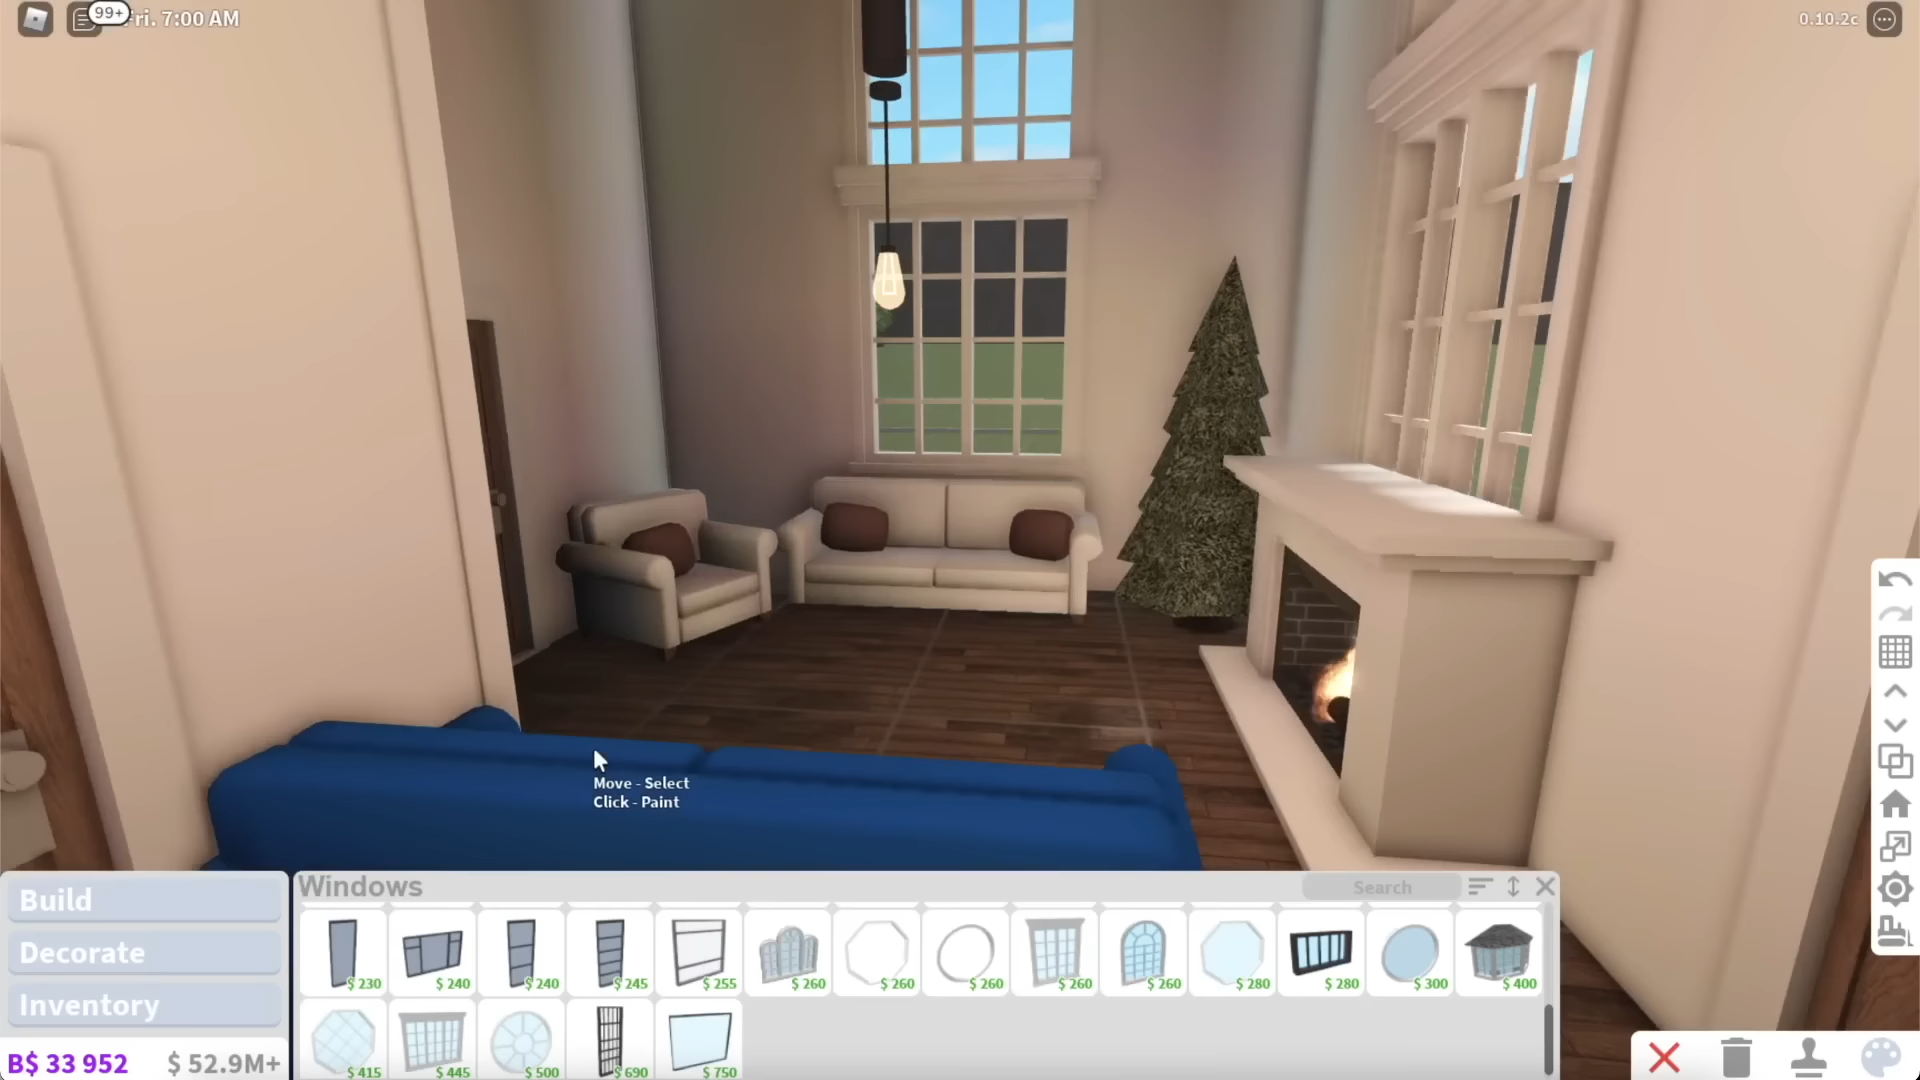 99+
Fri. 7:00 AM
0.10.2c
Move - Select
Click - Paint
Build
Decorate
Inventory
B$ 33 952
$ 52.9M+
Windows
Search
$ 230
$ 240
$ 240
$ 245
$ 255
$ 260
$ 260
$ 260
$ 260
$ 260
$ 280
$ 280
$ 300
$ 400
$ 415
$ 445
$ 500
$ 690
$ 750